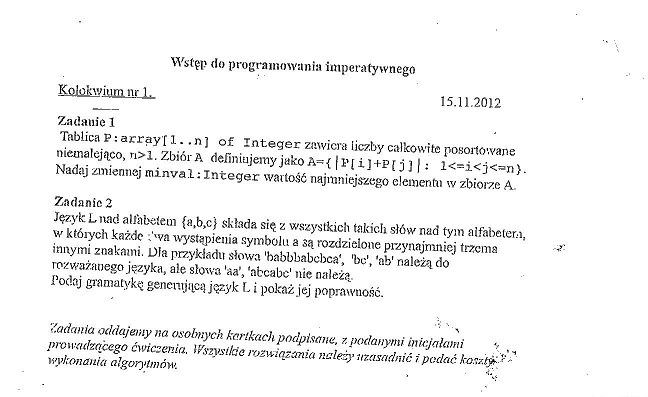 Wstęp do programowania imperatywnego
Kolokwium nr 1.
15.11.2012
Zadanie 1
Tablica P:array[1..n] of Integer zawiera liczby całkowite posortowane
niemalejąco, n>1. Zbiór A definiujemy jako A={|P[i]+P[j]|: 1<=i<j<=n}.
Nadaj zmiennej minval:Integer wartość najmniejszego elementu w zbiorze A.
Zadanie 2
Język L nad alfabetem {a,b,c} składa się z wszystkich takich słów nad tym alfabetem,
w których każde wystąpienia symbolu a są rozdzielone przynajmniej trzema
innymi znakami. Dla przykładu słowa 'babbbabcbca', 'bc', 'ab' należą do
rozważanego języka, ale słowa 'aa', 'abcabc' nie należą.
Podaj gramatykę generującą język L i pokaż jej poprawność.
Zadania oddajemy na osobnych kartkach podpisane, z podanymi inicjałami
prowadzącego ćwiczenia. Wszystkie rozwiązania należy uzasadnić i podać koszty
wykonania algorytmów.